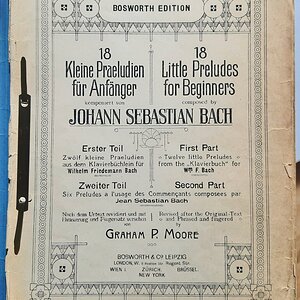 BOSWORTH EDITION
18
Kleine Praeludien
für Anfänger
komponiert von
18
Little Preludes
for Beginners
composed by
JOHANN SEBASTIAN BACH
Erster Teil
Zwölf kleine Praeludien
aus dem Klavierbüchlein für
Wilhelm Friedemann Bach
First Part
Twelve little Preludes
from the „Klavierbuch" for
Wm F. Bach
Zweiter Teil
Second Part
Six Preludes a l'usage des Commençants composees par
Jean Sebastian Bach
Nach dem Urtext revidiert und mit
Phrasierung und Fingersatz versehen
von
Revised after the Original-Text
and Phrased and Fingered
by
GRAHAM P. MOORE
BOSWORTH & Co LEIPZIG
LONDON, W.
Regent Str.
WIEN I. ZÜRICH. BRÜSSEL.
NEW YORK